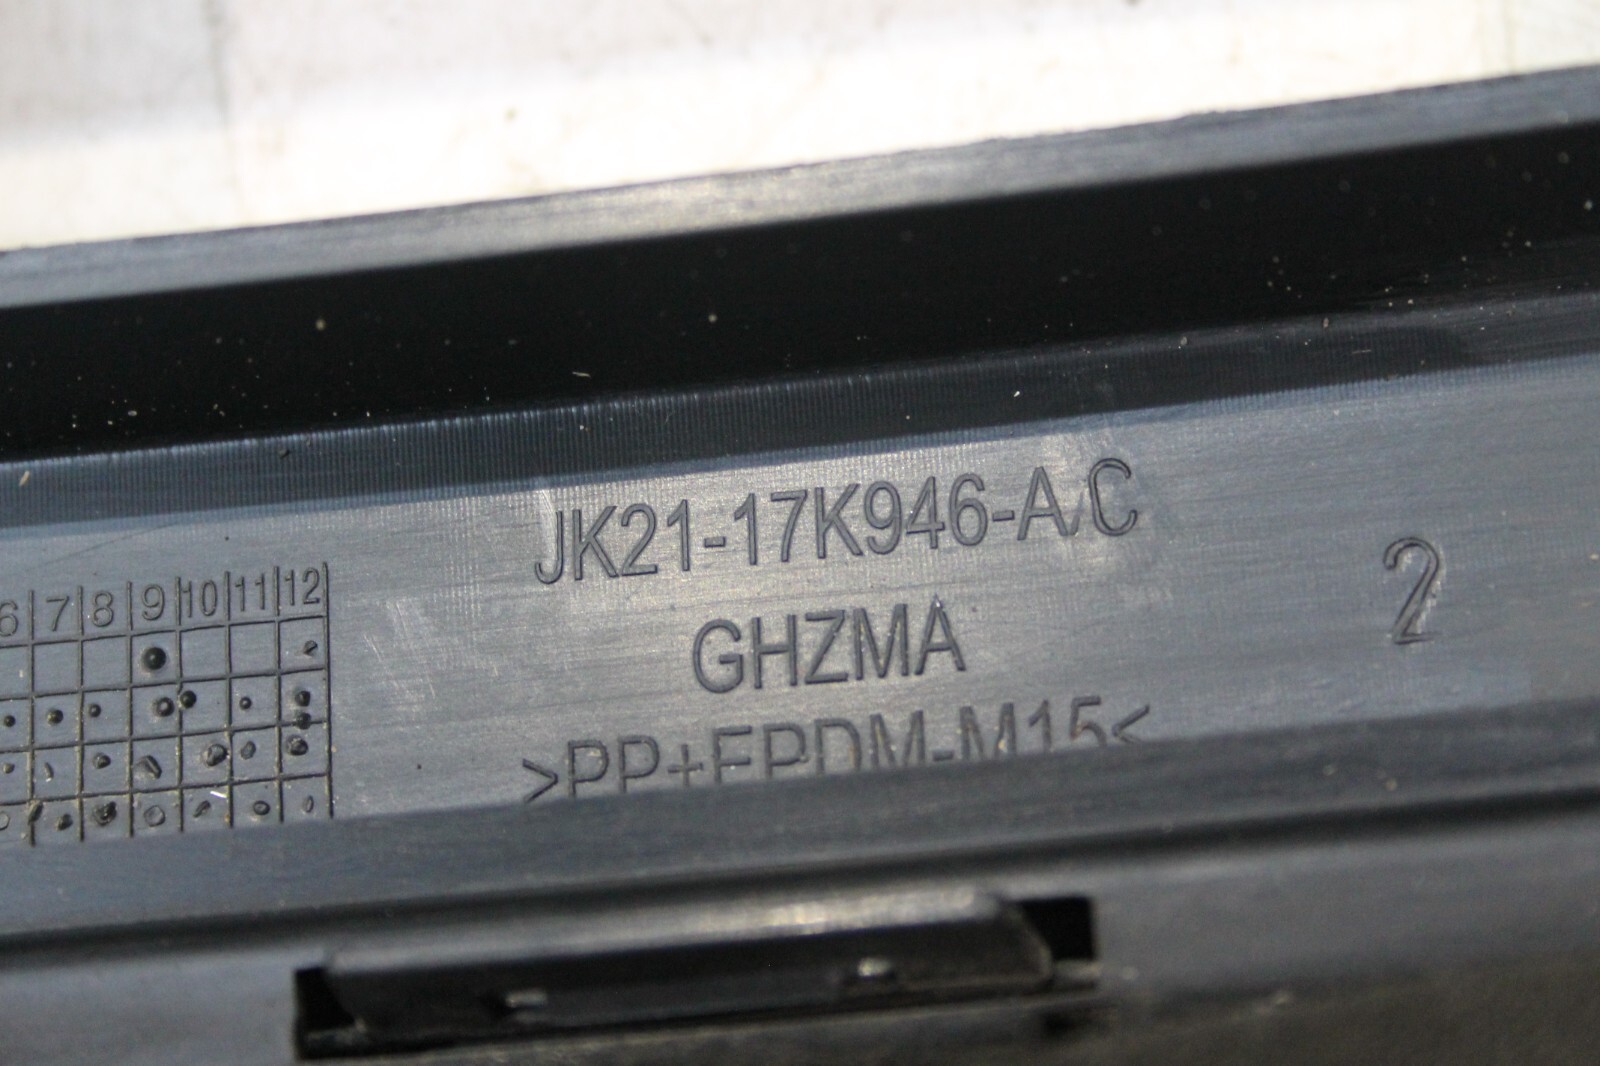 JK21-17K946-A/C
GHZMA
>PP+EPDM-M15<
2
6 7 8 9 10 11 12